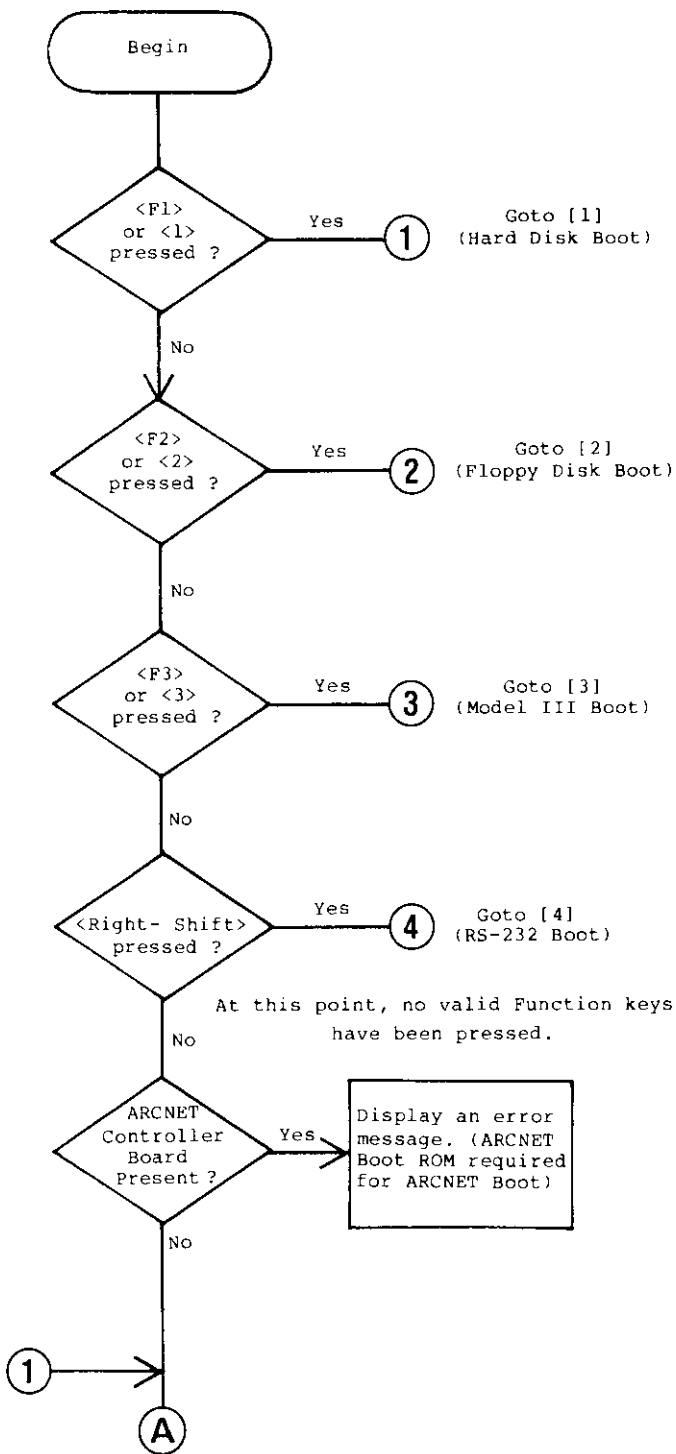 Begin
<F1>
or <1>
pressed ?
Yes
1
Goto [1]
(Hard Disk Boot)
No
<F2>
or <2>
pressed ?
Yes
2
Goto [2]
(Floppy Disk Boot)
No
<F3>
or <3>
pressed ?
Yes
3
Goto [3]
(Model III Boot)
No
<Right- Shift>
pressed ?
Yes
4
Goto [4]
(RS-232 Boot)
At this point, no valid Function keys
have been pressed.
No
ARCNET
Controller
Board
Present ?
Yes
Display an error
message. (ARCNET
Boot ROM required
for ARCNET Boot)
No
1
A